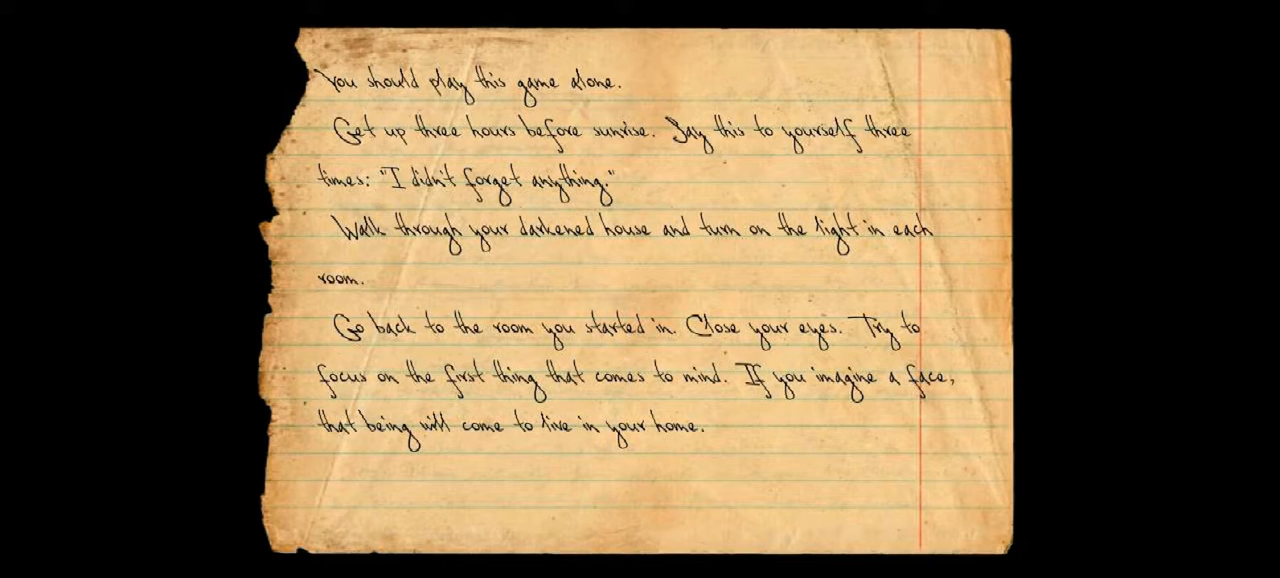 You should play this game alone.
Get up three hours before sunrise. Say this to yourself three
times: "I didn't forget anything."
Walk through your darkened house and turn on the light in each
room.
Go back to the room you started in. Close your eyes. Try to
focus on the first thing that comes to mind. If you imagine a face,
that being will come to live in your home.